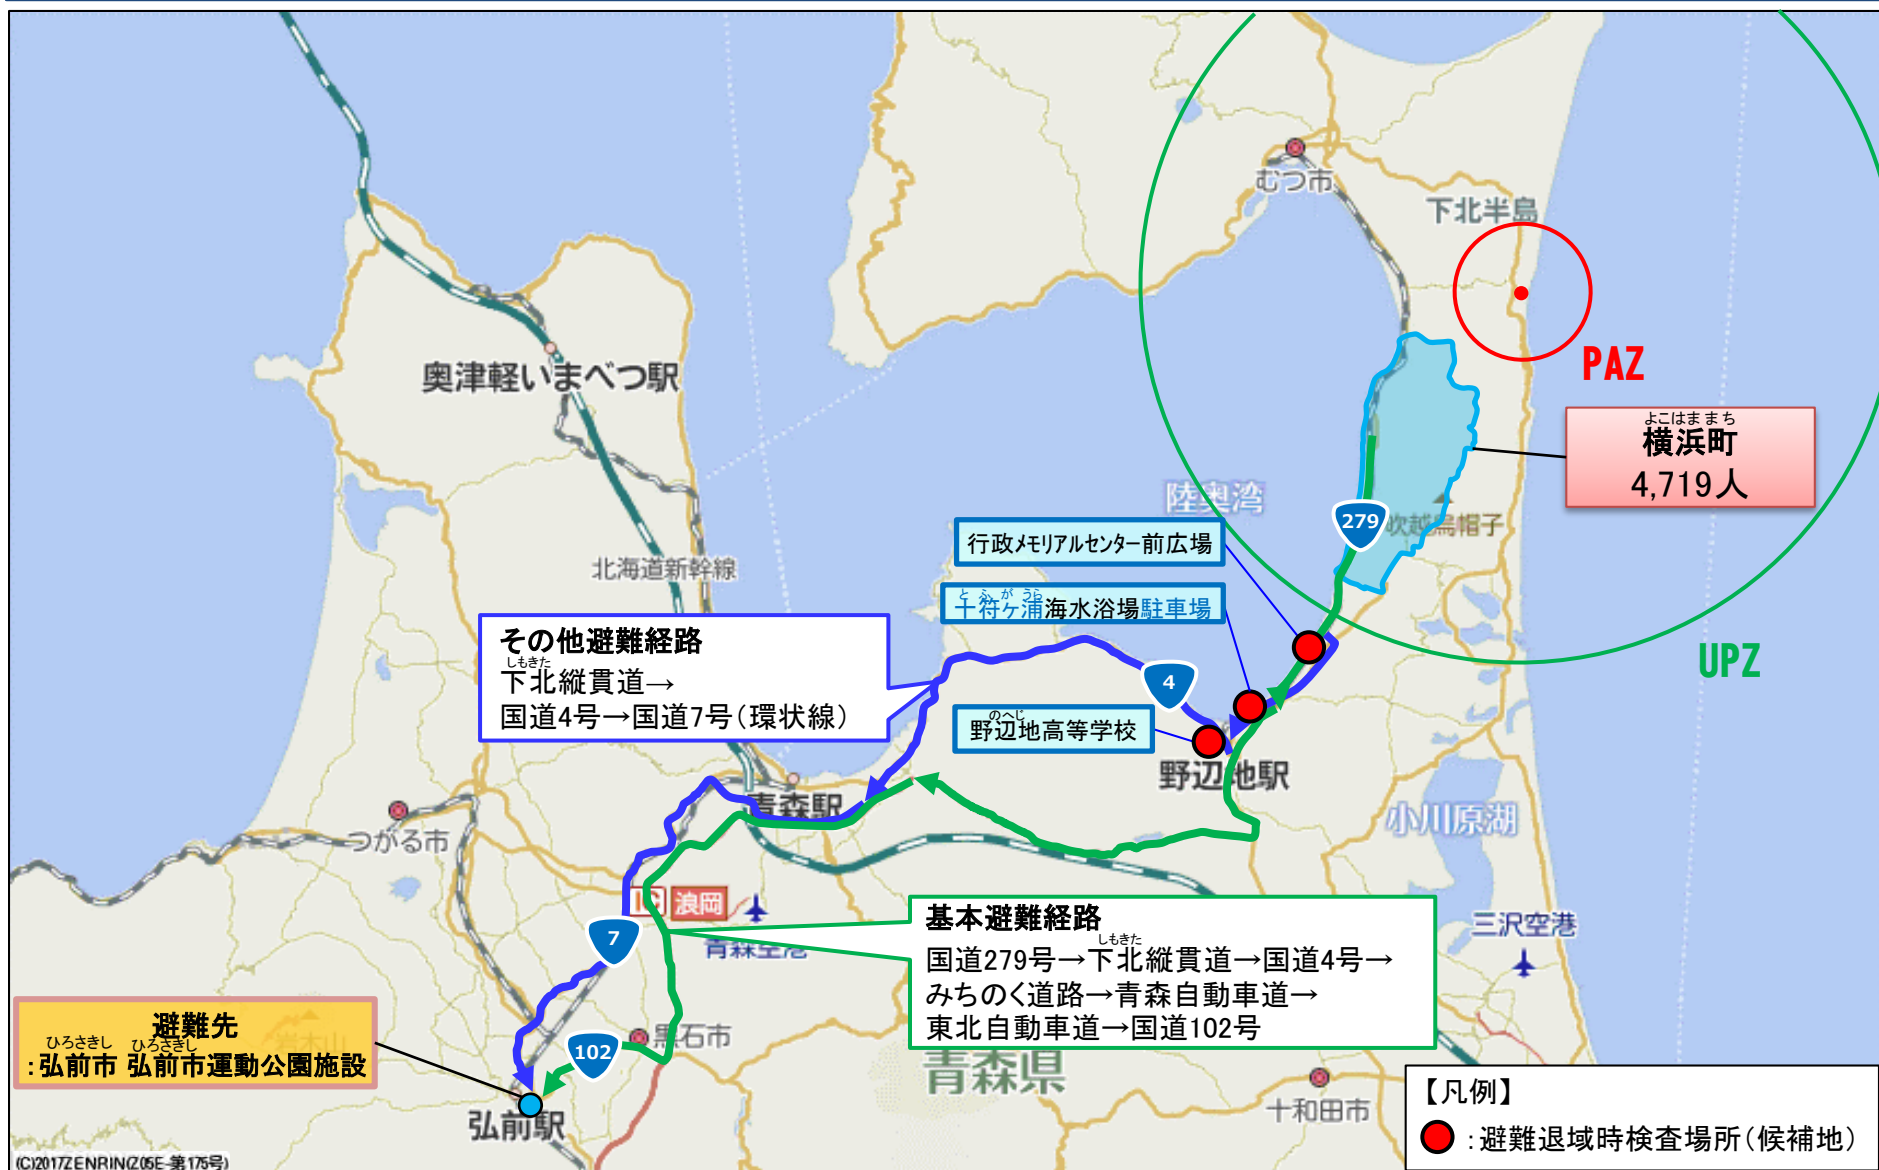 むつ市
下北半島
PAZ
奥津軽いまべつ駅
よこはままち
横浜町
4,719人
陸奥湾
279
吹越烏帽子
行政メモリアルセンター前広場
北海道新幹線
とふがうら
十符ヶ浦海水浴場駐車場
その他避難経路
しもきた
下北縦貫道→
国道4号→国道7号（環状線）
UPZ
4
のへじ
野辺地高等学校
野辺地駅
青森駅
小川原湖
つがる市
IC 浪岡
基本避難経路
しもきた
国道279号→下北縦貫道→国道4号→
みちのく道路→青森自動車道→
東北自動車道→国道102号
三沢空港
7
青森空港
避難先
ひろさきし ひろさきし
：弘前市 弘前市運動公園施設
岩木山
黒石市
102
青森県
弘前駅
十和田市
【凡例】
：避難退域時検査場所（候補地）
(C)2017ZENRIN(Z05E-第175号)